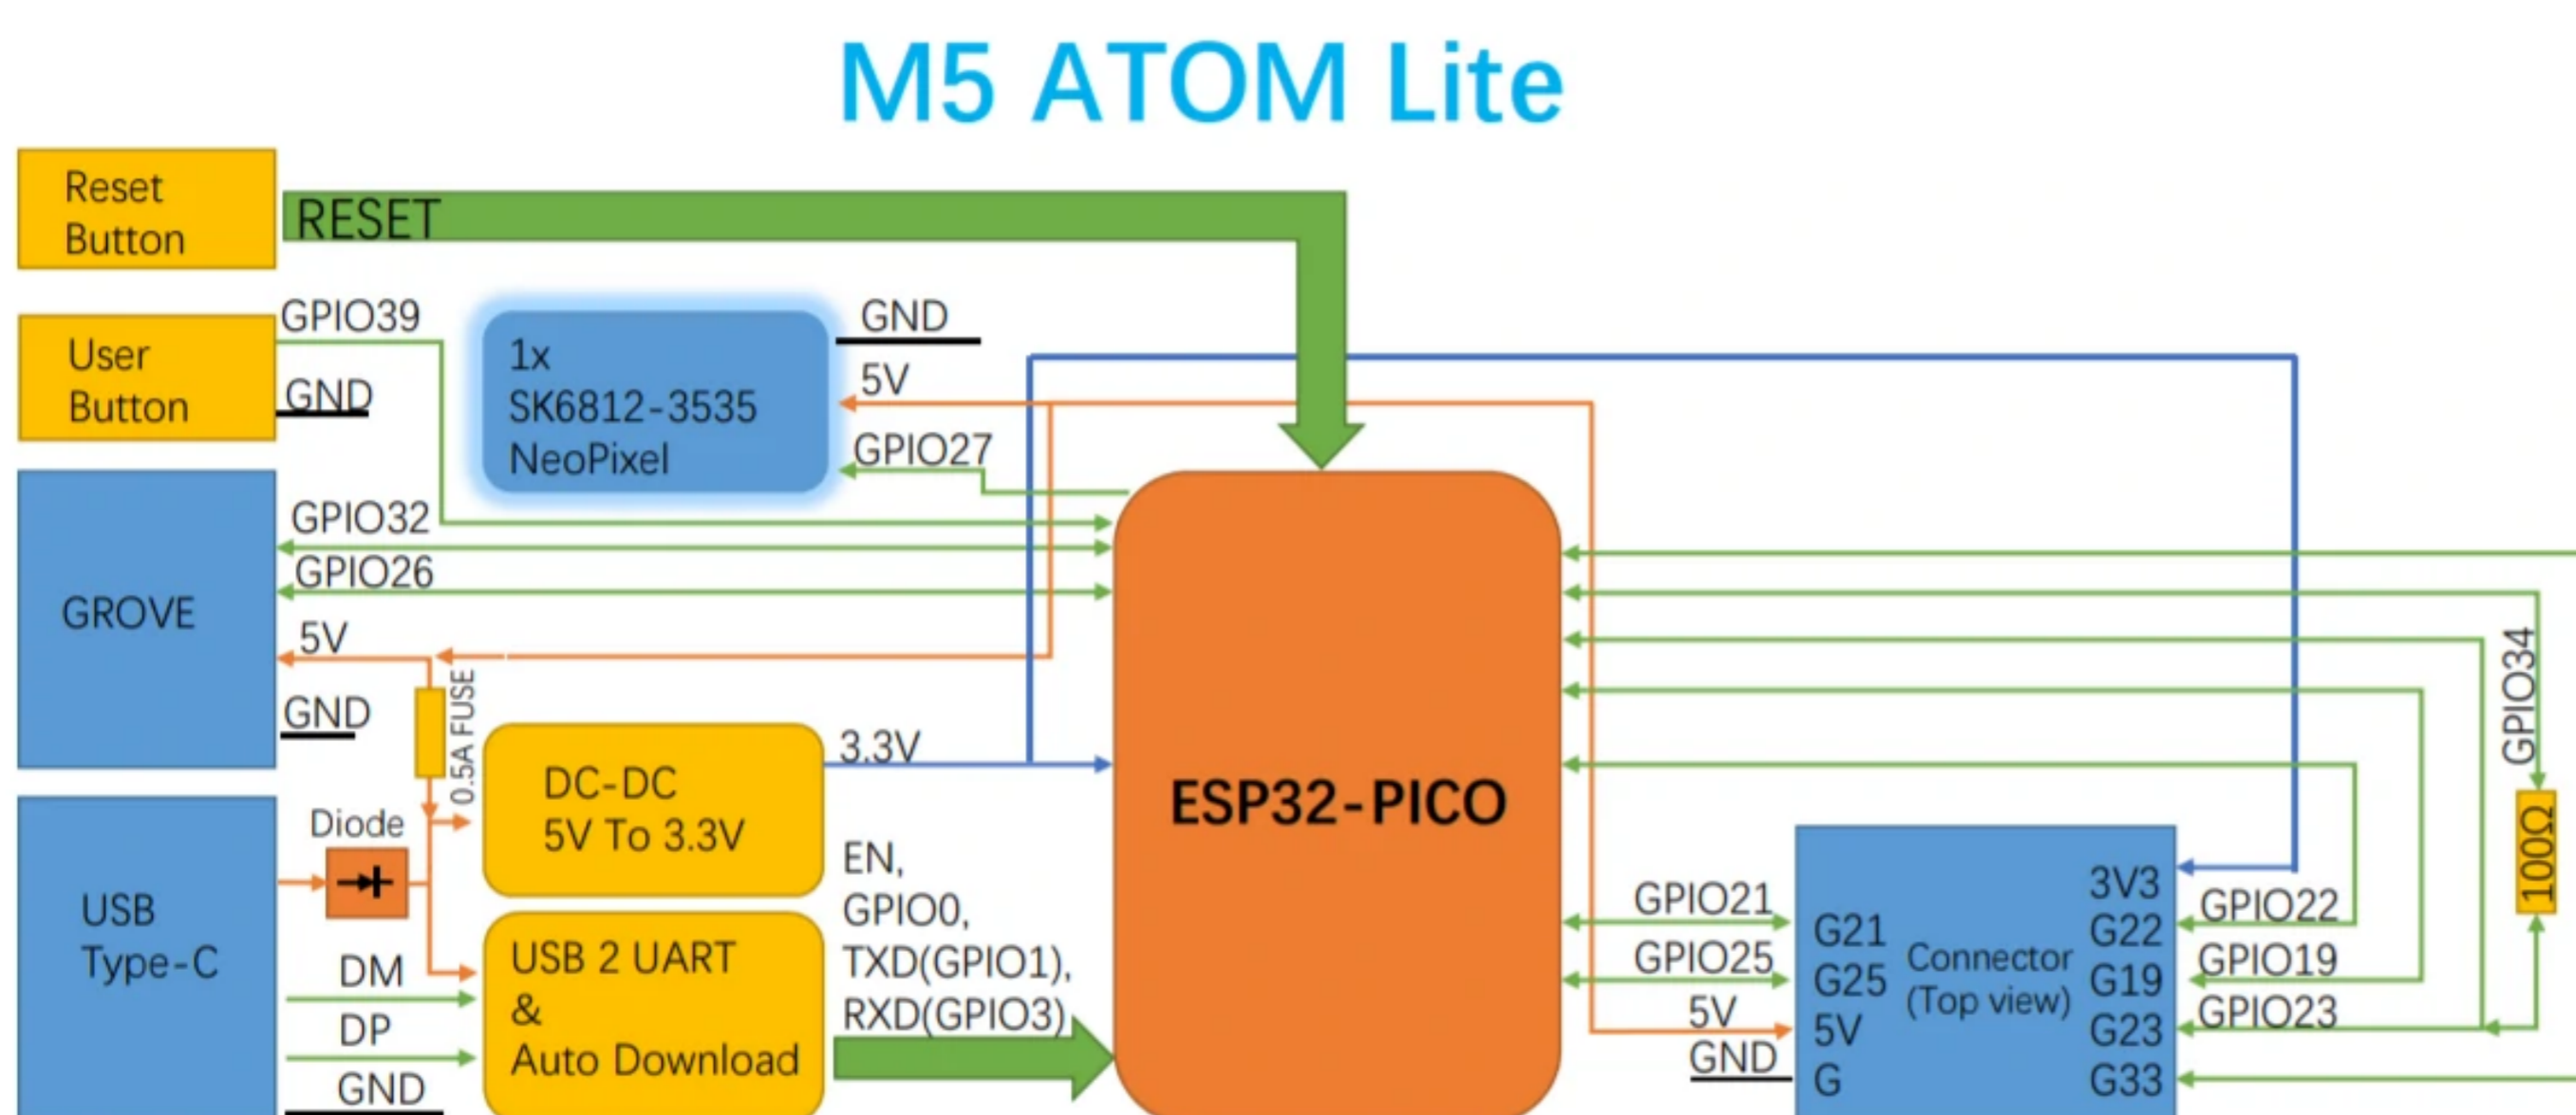 M5 ATOM Lite
Reset
Button
RESET
User
Button
GPIO39
GND
1x
SK6812-3535
NeoPixel
GND
5V
GPIO27
GROVE
GPIO32
GPIO26
5V
GND
0.5A FUSE
DC-DC
5V To 3.3V
3.3V
ESP32-PICO
USB
Type-C
Diode
DM
DP
GND
USB 2 UART
&
Auto Download
EN,
GPIO0,
TXD(GPIO1),
RXD(GPIO3)
GPIO21
GPIO25
5V
GND
G21
G25
5V
G
Connector
(Top view)
3V3
G22
G19
G23
G33
GPIO22
GPIO19
GPIO23
GPIO34
100Ω